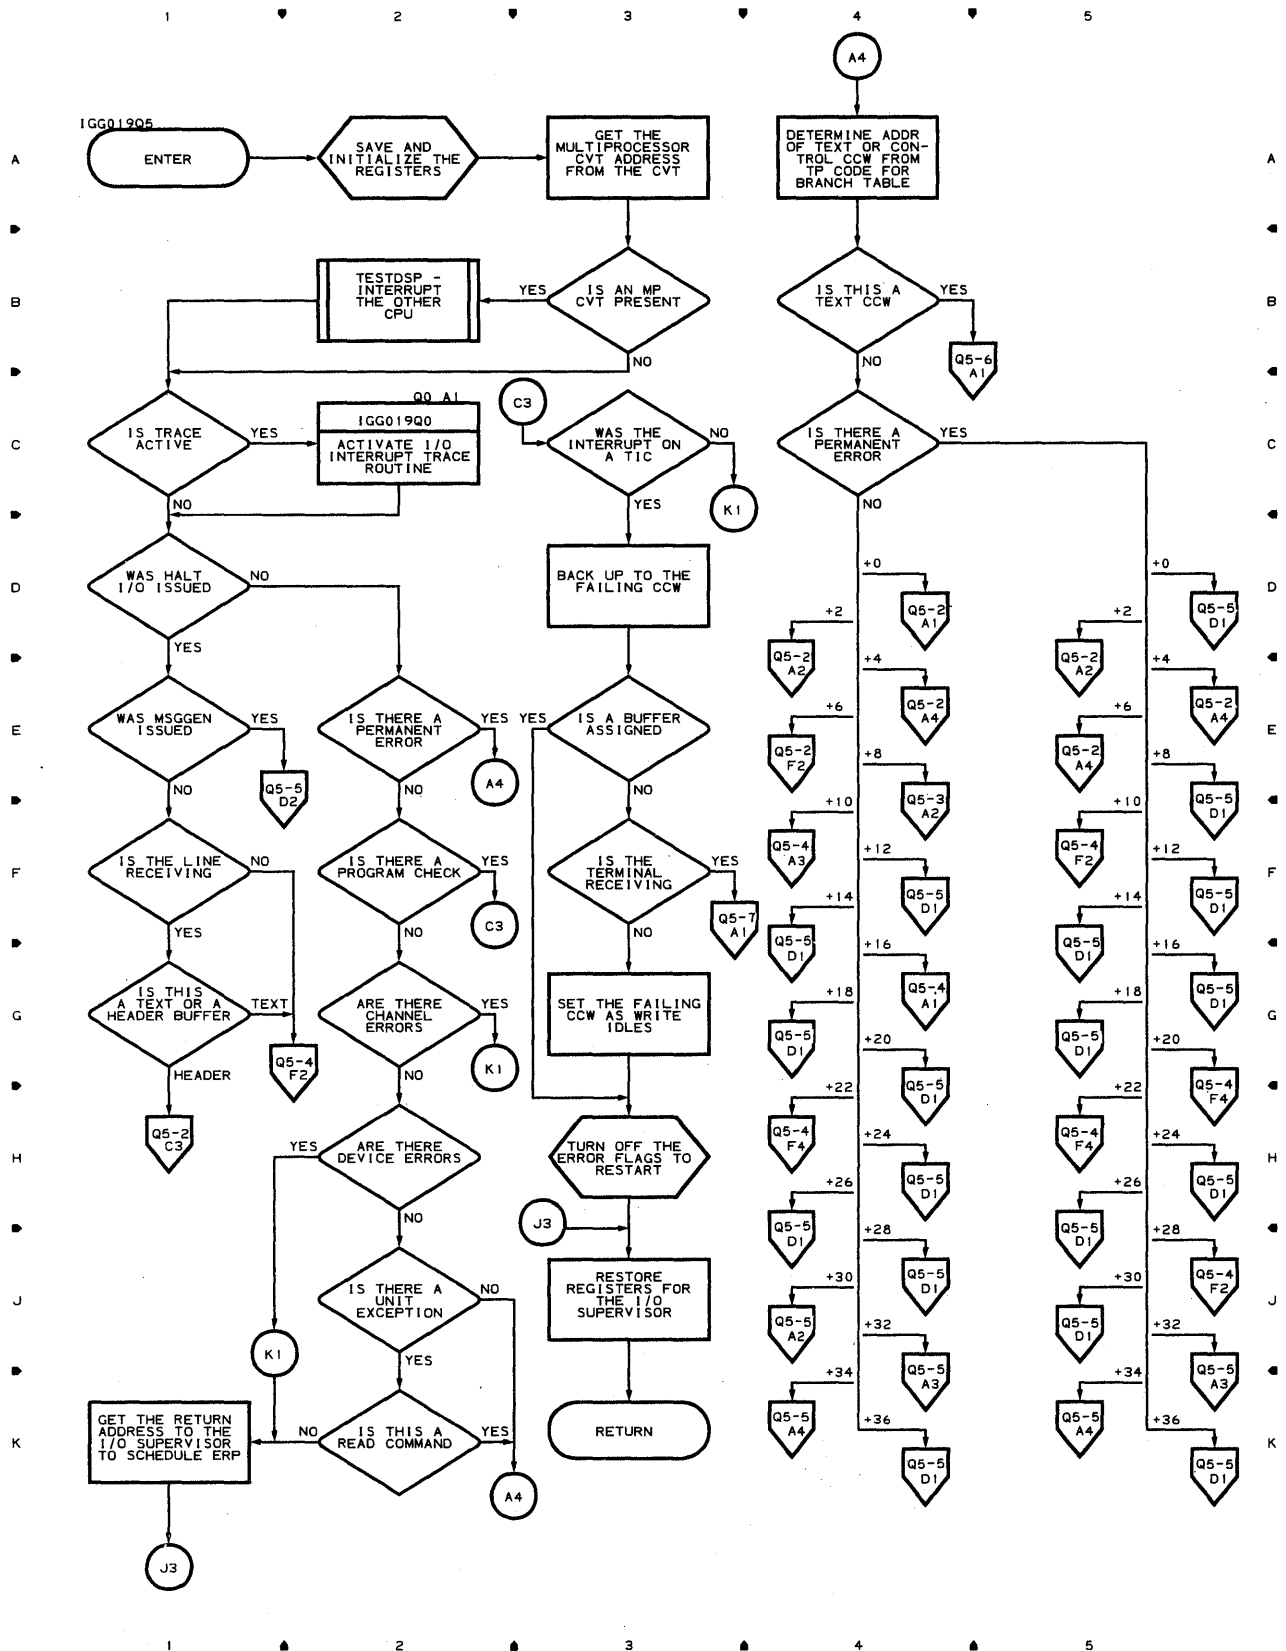 1 2 3 4 5
A4
IGG019Q5
A
ENTER
SAVE AND
INITIALIZE THE
REGISTERS
GET THE
MULTIPROCESSOR
CVT ADDRESS
FROM THE CVT
DETERMINE ADDR
OF TEXT OR CON-
TROL CCW FROM
TP CODE FOR
BRANCH TABLE
A
B
TESTDSP -
INTERRUPT
THE OTHER
CPU
YES
IS AN MP
CVT PRESENT
NO
IS THIS A
TEXT CCW
YES
NO
Q5-6
A1
B
C
IS TRACE
ACTIVE
YES
NO
Q0 A1
IGG019Q0
ACTIVATE I/O
INTERRUPT TRACE
ROUTINE
C3
WAS THE
INTERRUPT ON
A TIC
NO
K1
YES
IS THERE A
PERMANENT
ERROR
YES
NO
C
D
WAS HALT
I/O ISSUED
NO
YES
BACK UP TO THE
FAILING CCW
D
E
WAS MSGGEN
ISSUED
YES
Q5-5
D2
NO
IS THERE A
PERMANENT
ERROR
YES
A4
NO
YES
IS A BUFFER
ASSIGNED
NO
E
F
IS THE LINE
RECEIVING
NO
YES
IS THERE A
PROGRAM CHECK
YES
C3
NO
IS THE
TERMINAL
RECEIVING
YES
Q5-7
A1
NO
F
G
IS THIS
A TEXT OR A
HEADER BUFFER
TEXT
Q5-4
F2
HEADER
Q5-2
C3
ARE THERE
CHANNEL
ERRORS
YES
K1
NO
SET THE FAILING
CCW AS WRITE
IDLES
G
H
YES
ARE THERE
DEVICE ERRORS
NO
TURN OFF THE
ERROR FLAGS TO
RESTART
H
J3
J
IS THERE A
UNIT
EXCEPTION
NO
YES
RESTORE
REGISTERS FOR
THE I/O
SUPERVISOR
J
K1
K
GET THE RETURN
ADDRESS TO THE
I/O SUPERVISOR
TO SCHEDULE ERP
NO
IS THIS A
READ COMMAND
YES
A4
RETURN
K
J3
+0
Q5-2
A1
+2
Q5-2
A2
+4
Q5-2
A4
+6
Q5-2
F2
+8
Q5-3
A2
+10
Q5-4
A3
+12
Q5-5
D1
+14
Q5-5
D1
+16
Q5-4
A1
+18
Q5-5
D1
+20
Q5-5
D1
+22
Q5-4
F4
+24
Q5-5
D1
+26
Q5-5
D1
+28
Q5-5
D1
+30
Q5-5
A2
+32
Q5-5
A3
+34
Q5-5
A4
+36
Q5-5
D1
+0
Q5-5
D1
+2
Q5-2
A2
+4
Q5-2
A4
+6
Q5-2
A4
+8
Q5-5
D1
+10
Q5-4
F2
+12
Q5-5
D1
+14
Q5-5
D1
+16
Q5-5
D1
+18
Q5-5
D1
+20
Q5-4
F4
+22
Q5-4
F4
+24
Q5-5
D1
+26
Q5-5
D1
+28
Q5-4
F2
+30
Q5-5
D1
+32
Q5-5
A3
+34
Q5-5
A4
+36
Q5-5
D1
1 2 3 4 5